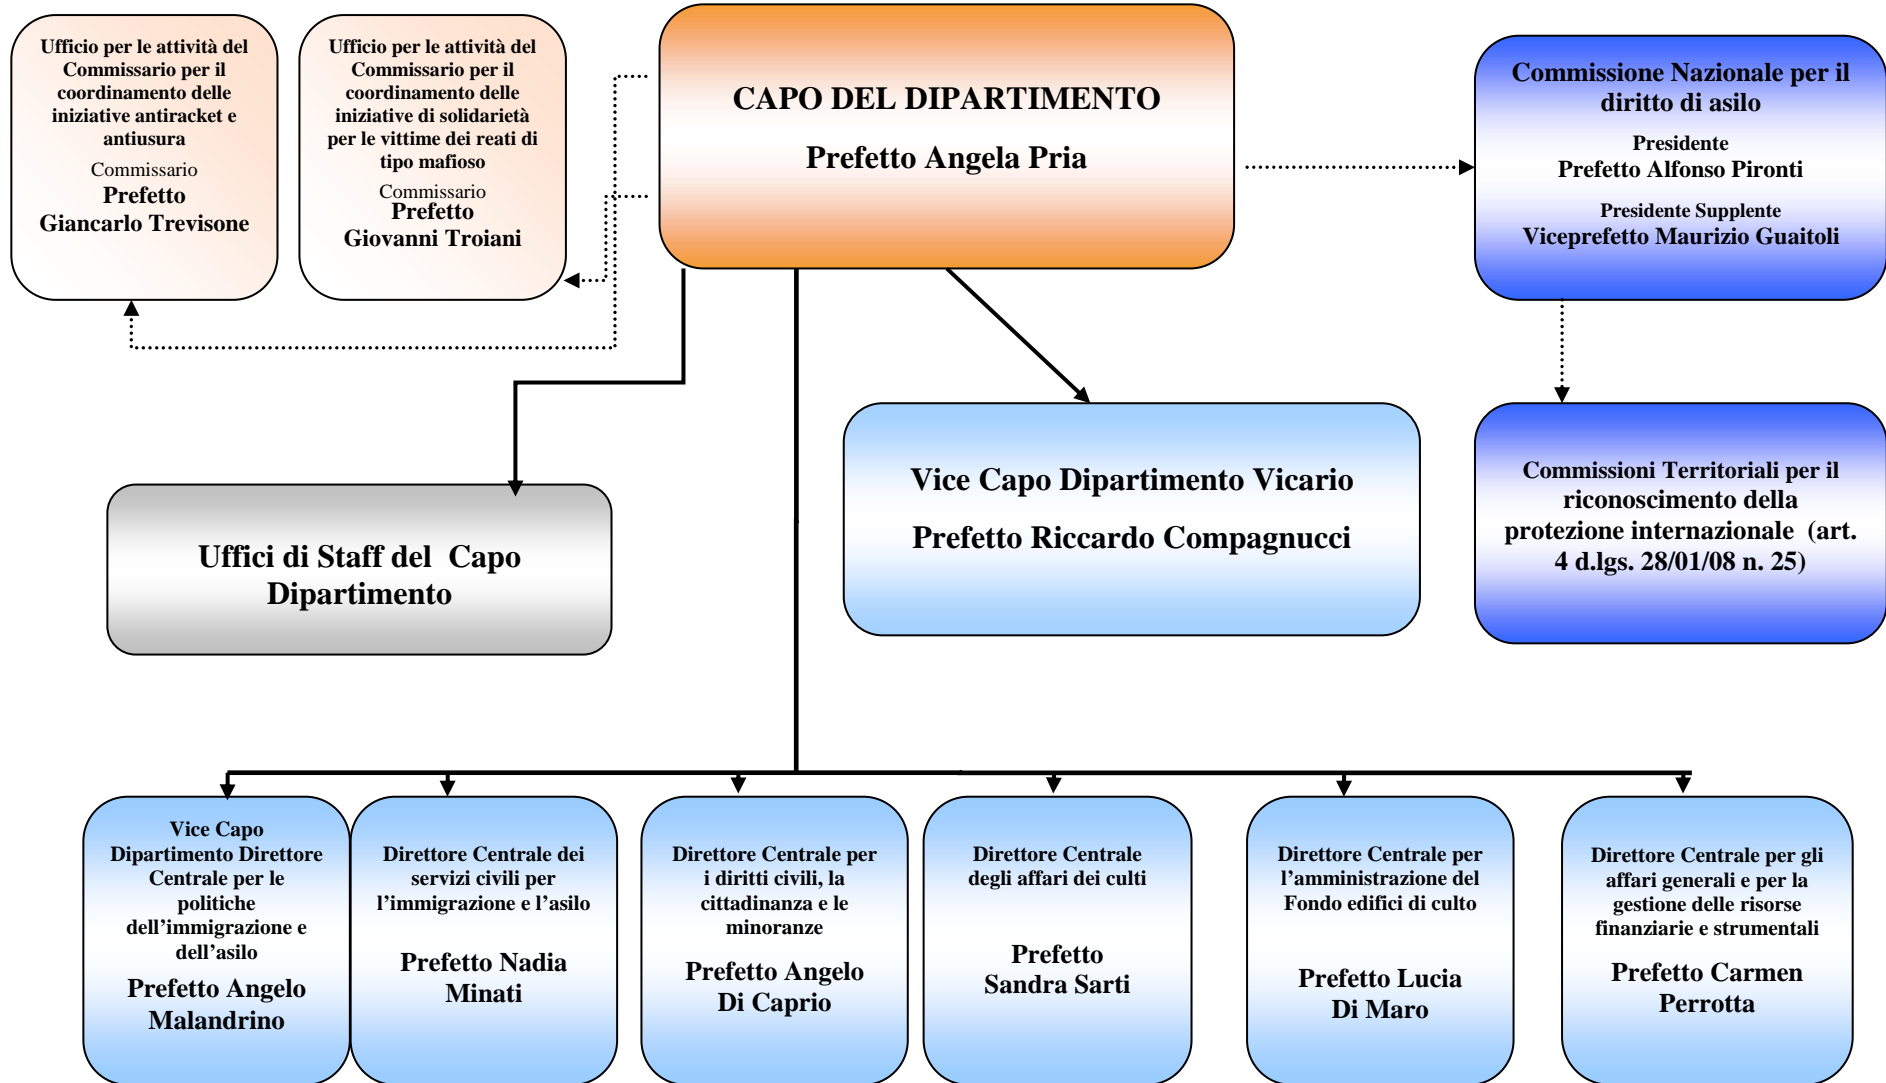 Ufficio per le attività del
Commissario per il
coordinamento delle
iniziative antiracket e
antiusura
Commissario
Prefetto
Giancarlo Trevisone
Ufficio per le attività del
Commissario per il
coordinamento delle
iniziative di solidarietà
per le vittime dei reati di
tipo mafioso
Commissario
Prefetto
Giovanni Troiani
CAPO DEL DIPARTIMENTO
Prefetto Angela Pria
Commissione Nazionale per il
diritto di asilo
Presidente
Prefetto Alfonso Pironti
Presidente Supplente
Viceprefetto Maurizio Guaitoli
Uffici di Staff del Capo
Dipartimento
Vice Capo Dipartimento Vicario
Prefetto Riccardo Compagnucci
Commissioni Territoriali per il
riconoscimento della
protezione internazionale (art.
4 d.lgs. 28/01/08 n. 25)
Vice Capo
Dipartimento Direttore
Centrale per le
politiche
dell’immigrazione e
dell’asilo
Prefetto Angelo
Malandrino
Direttore Centrale dei
servizi civili per
l’immigrazione e l’asilo
Prefetto Nadia
Minati
Direttore Centrale per
i diritti civili, la
cittadinanza e le
minoranze
Prefetto Angelo
Di Caprio
Direttore Centrale
degli affari dei culti
Prefetto
Sandra Sarti
Direttore Centrale per
l’amministrazione del
Fondo edifici di culto
Prefetto Lucia
Di Maro
Direttore Centrale per gli
affari generali e per la
gestione delle risorse
finanziarie e strumentali
Prefetto Carmen
Perrotta